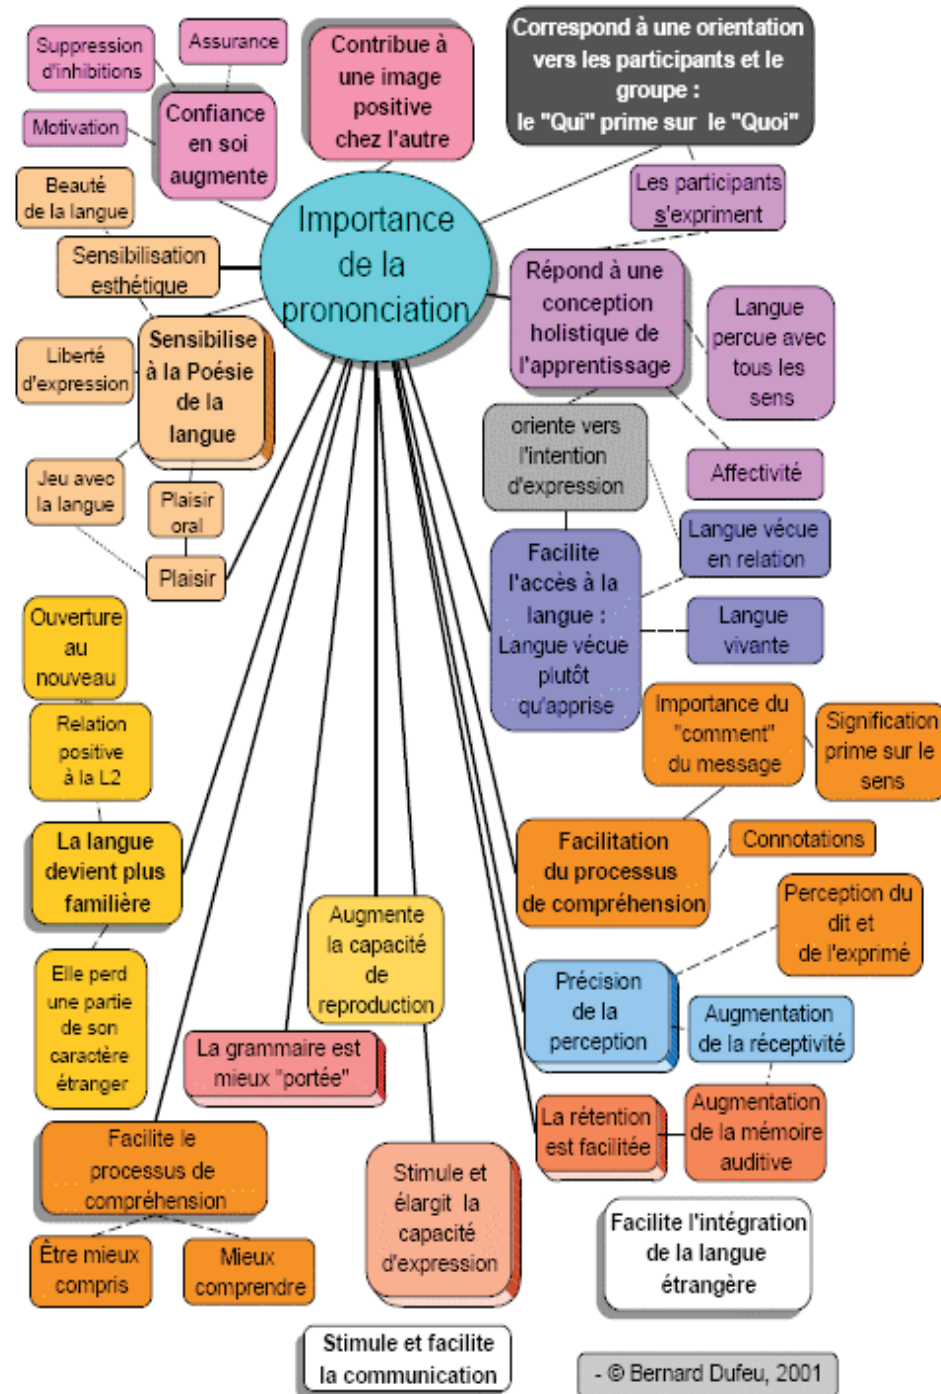 Suppression
d'inhibitions
Assurance
Motivation
Confiance
en soi
augmente
Contribue à
une image
positive
chez l'autre
Correspond à une orientation
vers les participants et le
groupe :
le "Qui" prime sur le "Quoi"
Les participants
s'expriment
Importance
de la
prononciation
Beauté
de la langue
Sensibilisation
esthétique
Sensibilise
à la Poésie
de la
langue
Liberté
d'expression
Jeu avec
la langue
Plaisir
oral
Plaisir
Répond à une
conception
holistique de
l'apprentissage
Langue
percue avec
tous les
sens
Affectivité
oriente vers
l'intention
d'expression
Langue vécue
en relation
Facilite
l'accès à la
langue :
Langue vécue
plutôt
qu'apprise
Langue
vivante
Ouverture
au
nouveau
Relation
positive
à la L2
La langue
devient plus
familière
Elle perd
une partie
de son
caractère
étranger
Importance du
"comment"
du message
Signification
prime sur le
sens
Facilitation
du processus
de compréhension
Connotations
Perception du
dit et
de l'exprimé
Augmente
la capacité
de
reproduction
Précision
de la
perception
Augmentation
de la réceptivité
La grammaire est
mieux "portée"
La rétention
est facilitée
Augmentation
de la mémoire
auditive
Facilite le
processus de
compréhension
Être mieux
compris
Mieux
comprendre
Stimule et
élargit la
capacité
d'expression
Facilite l'intégration
de la langue
étrangère
Stimule et facilite
la communication
- © Bernard Dufeu, 2001